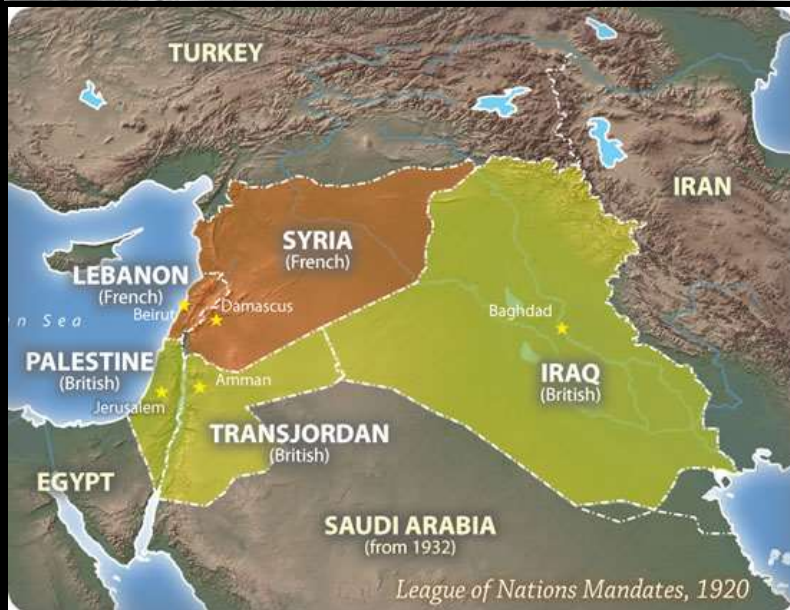 TURKEY
IRAN
SYRIA
(French)
LEBANON
(French)
Beirut
Damascus
n Sea
Baghdad
PALESTINE
(British)
Amman
Jerusalem
IRAQ
(British)
TRANSJORDAN
(British)
EGYPT
SAUDI ARABIA
(from 1932)
League of Nations Mandates, 1920